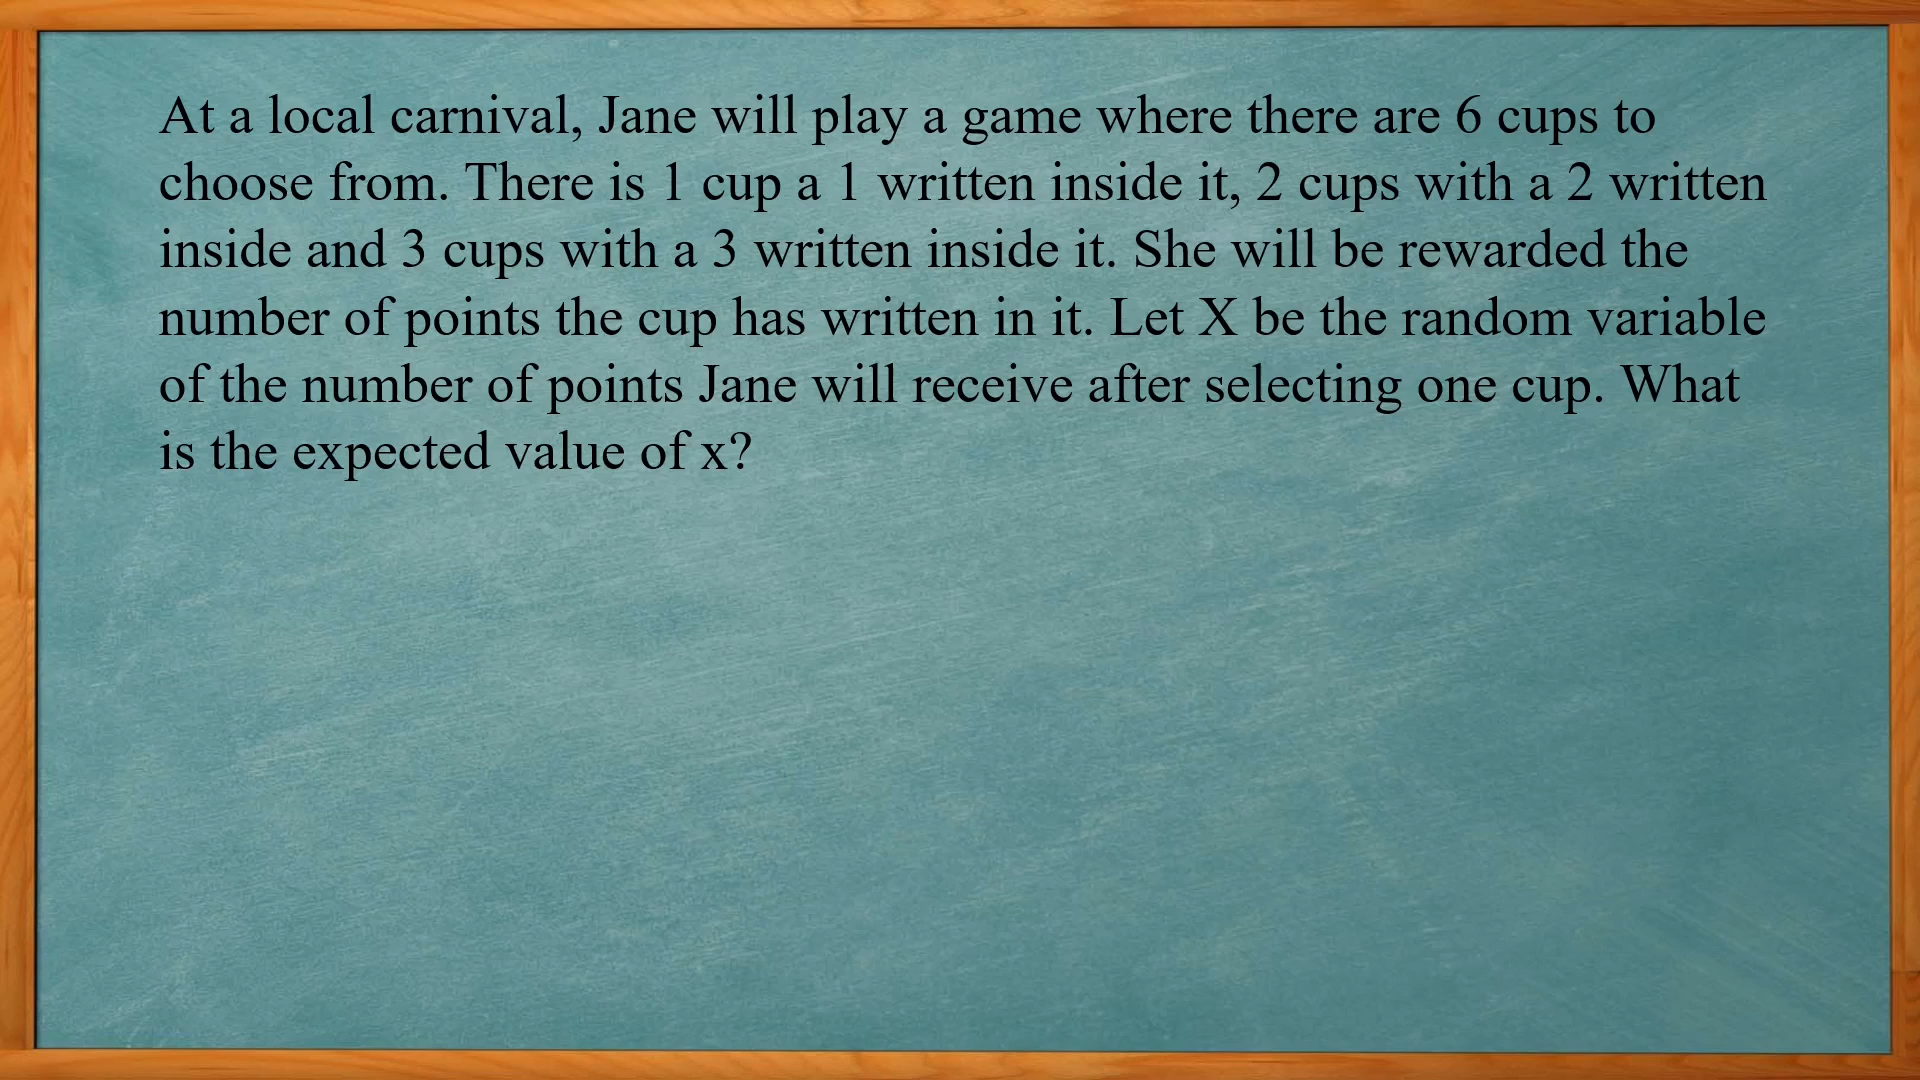 At a local carnival, Jane will play a game where there are 6 cups to
choose from. There is 1 cup a 1 written inside it, 2 cups with a 2 written
inside and 3 cups with a 3 written inside it. She will be rewarded the
number of points the cup has written in it. Let X be the random variable
of the number of points Jane will receive after selecting one cup. What
is the expected value of x?